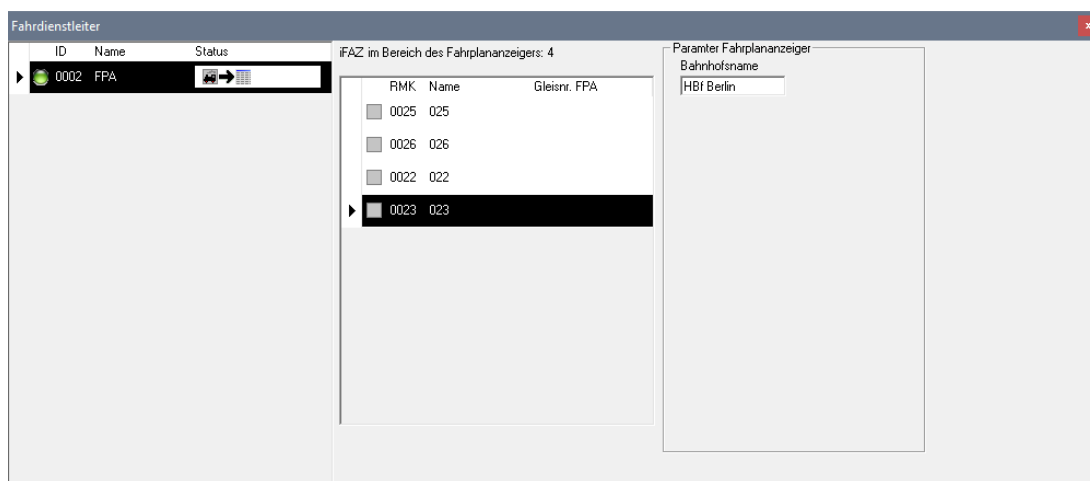 Fahrdienstleiter
ID Name Status
0002 FPA
iFAZ im Bereich des Fahrplananzeigers: 4
RMK Name Gleisnr. FPA
0025 025
0026 026
0022 022
0023 023
Paramter Fahrplananzeiger
Bahnhofsname
HBf Berlin